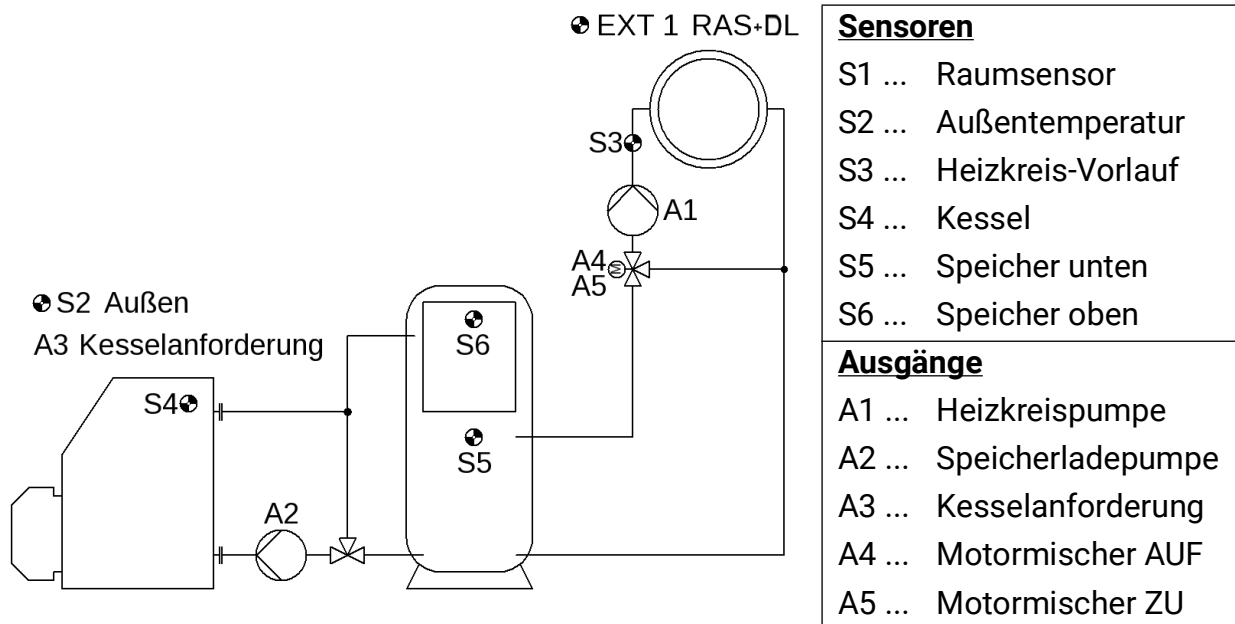 EXT 1 RAS+DL
S3
A1
A4
A5
S2 Außen
A3 Kesselanforderung
S6
S4
S5
A2
M
Sensoren
S1 ... Raumsensor
S2 ... Außentemperatur
S3 ... Heizkreis-Vorlauf
S4 ... Kessel
S5 ... Speicher unten
S6 ... Speicher oben
Ausgänge
A1 ... Heizkreispumpe
A2 ... Speicherladepumpe
A3 ... Kesselanforderung
A4 ... Motormischer AUF
A5 ... Motormischer ZU